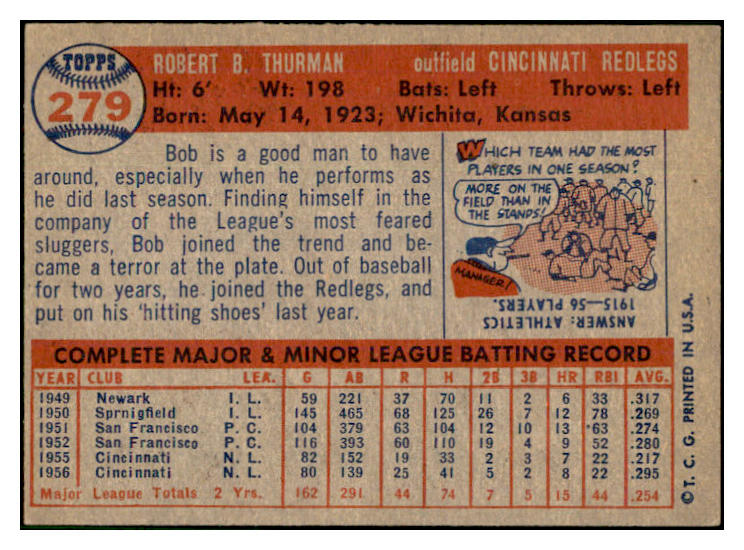 TOPPS
279
ROBERT B. THURMAN outfield CINCINNATI REDLEGS
Ht: 6' Wt: 198 Bats: Left Throws: Left
Born: May 14, 1923; Wichita, Kansas
Bob is a good man to have
around, especially when he performs as
he did last season. Finding himself in the
company of the League's most feared
sluggers, Bob joined the trend and be-
came a terror at the plate. Out of baseball
for two years, he joined the Redlegs, and
put on his 'hitting shoes' last year.
WHICH TEAM HAD THE MOST
PLAYERS IN ONE SEASON?
MORE ON THE
FIELD THAN IN
THE STANDS!
MANAGER!
ANSWER: ATHLETICS
1915—56 PLAYERS.
COMPLETE MAJOR & MINOR LEAGUE BATTING RECORD
YEAR CLUB LEA. G AB R H 2B 3B HR RBI AVG.
1949 Newark I. L. 59 221 37 70 11 2 6 33 .317
1950 Sprnigfield I. L. 145 465 68 125 26 7 12 78 .269
1951 San Francisco P. C. 104 379 63 104 12 10 13 *63 .274
1952 San Francisco P. C. 116 393 60 110 19 4 9 52 .280
1955 Cincinnati N. L. 82 152 19 33 2 3 7 22 .217
1956 Cincinnati N. L. 80 139 25 41 5 2 8 22 .295
Major League Totals 2 Yrs. 162 291 44 74 7 5 15 44 .254
© T. C. G. PRINTED IN U.S.A.